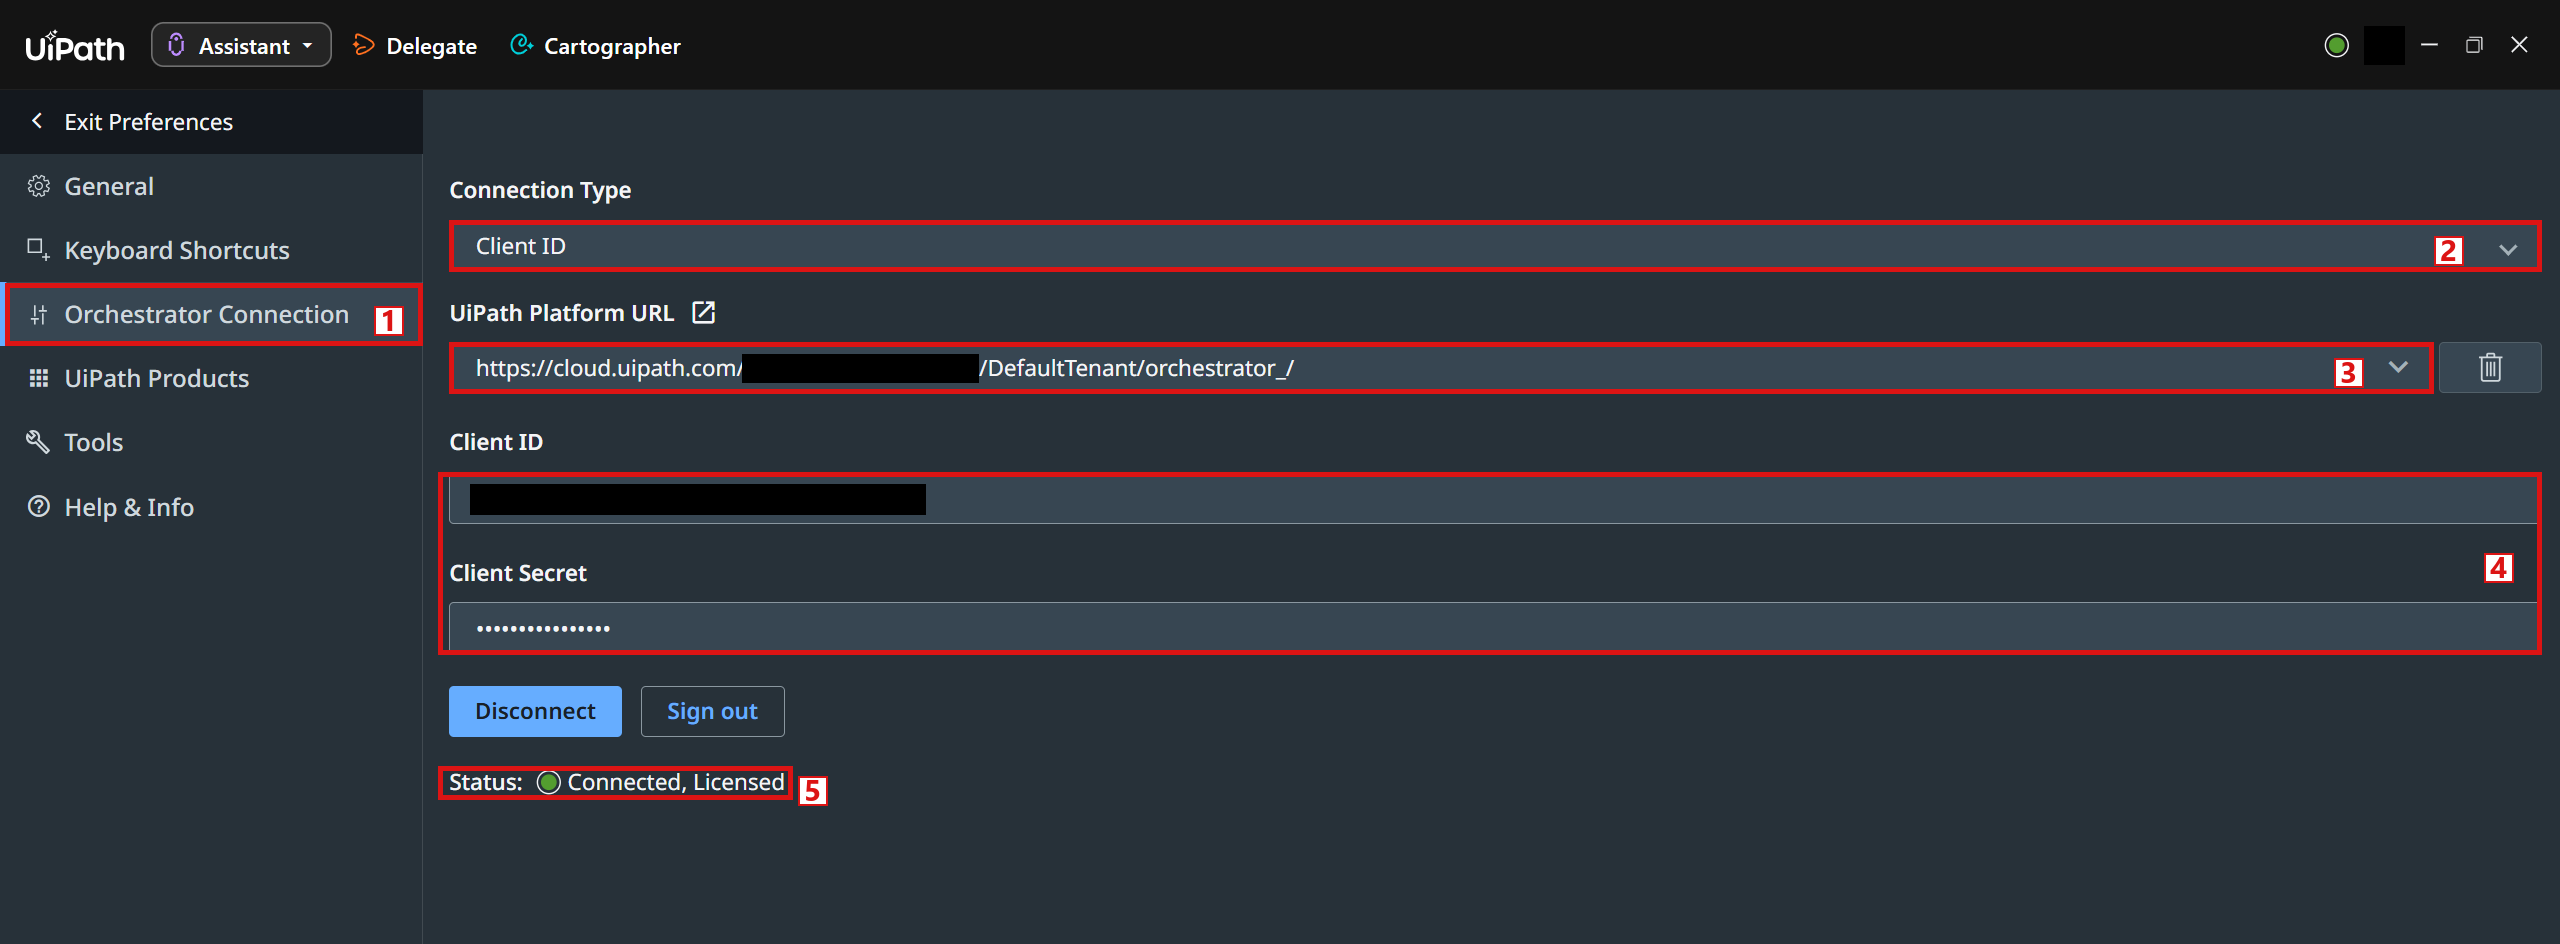 UiPath Assistant Delegate Cartographer
Exit Preferences
General
Keyboard Shortcuts
Orchestrator Connection 1
UiPath Products
Tools
Help & Info
Connection Type
Client ID 2
UiPath Platform URL
https://cloud.uipath.com/ /DefaultTenant/orchestrator_/ 3
Client ID
Client Secret
•••••••••••••••• 4
Disconnect Sign out
Status: Connected, Licensed 5